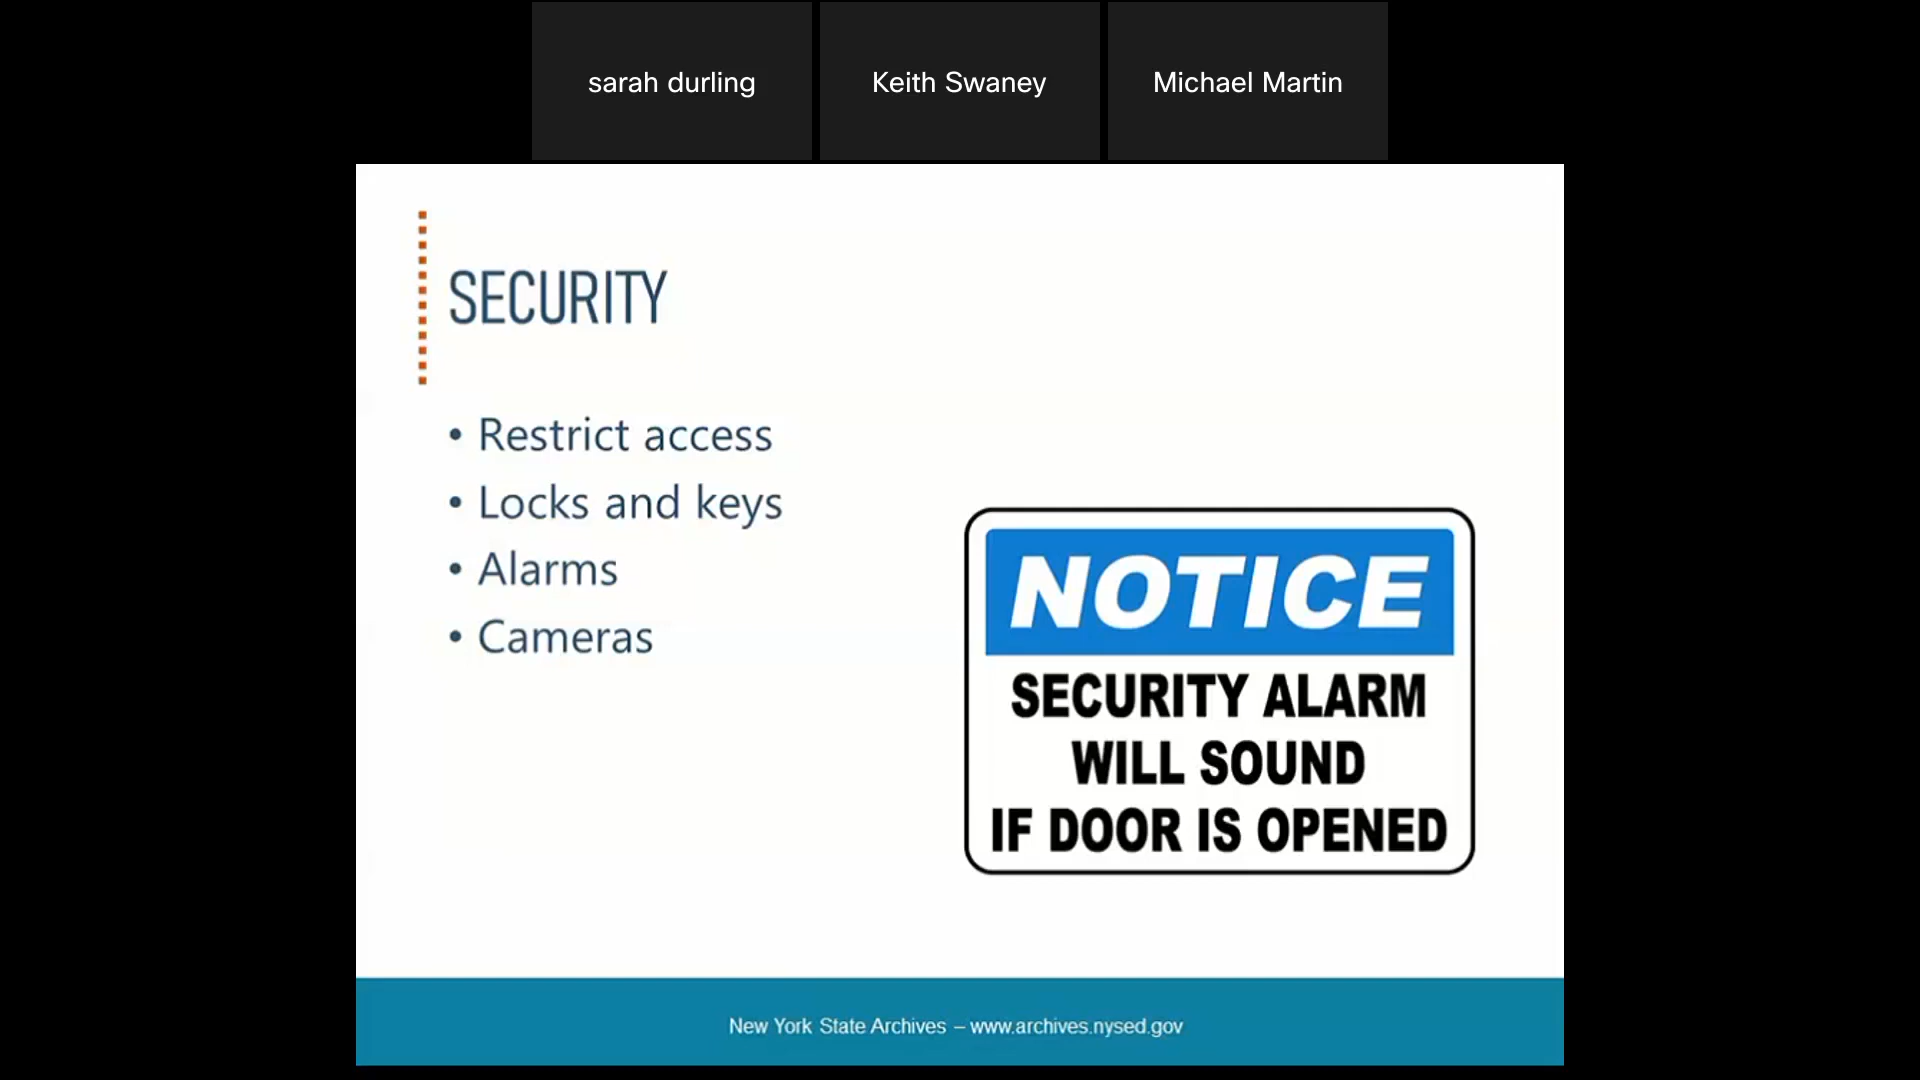 sarah durling
Keith Swaney
Michael Martin
SECURITY
• Restrict access
• Locks and keys
• Alarms
• Cameras
NOTICE
SECURITY ALARM
WILL SOUND
IF DOOR IS OPENED
New York State Archives – www.archives.nysed.gov